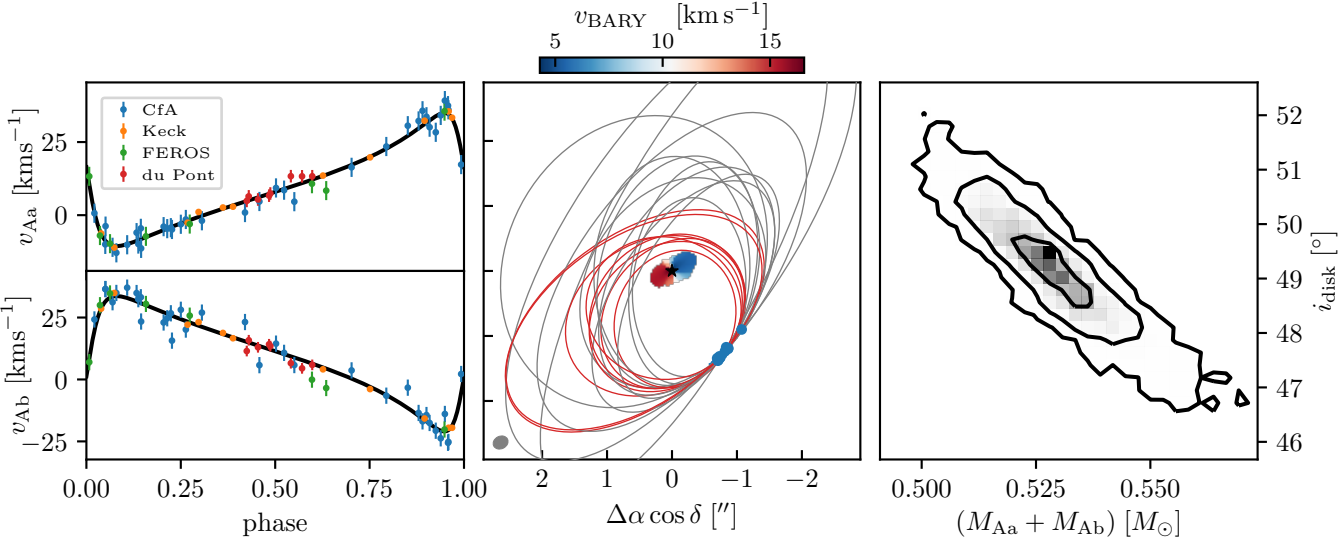 v_BARY [km s⁻¹]
5 10 15
CfA
Keck
FEROS
du Pont
25
0
v_Aa [kms⁻¹]
25
0
−25
v_Ab [kms⁻¹]
0.00 0.25 0.50 0.75 1.00
phase
2 1 0 −1 −2
Δα cos δ [″]
52
51
50
49
48
47
46
i_disk [°]
0.500 0.525 0.550
(M_Aa + M_Ab) [M_⊙]